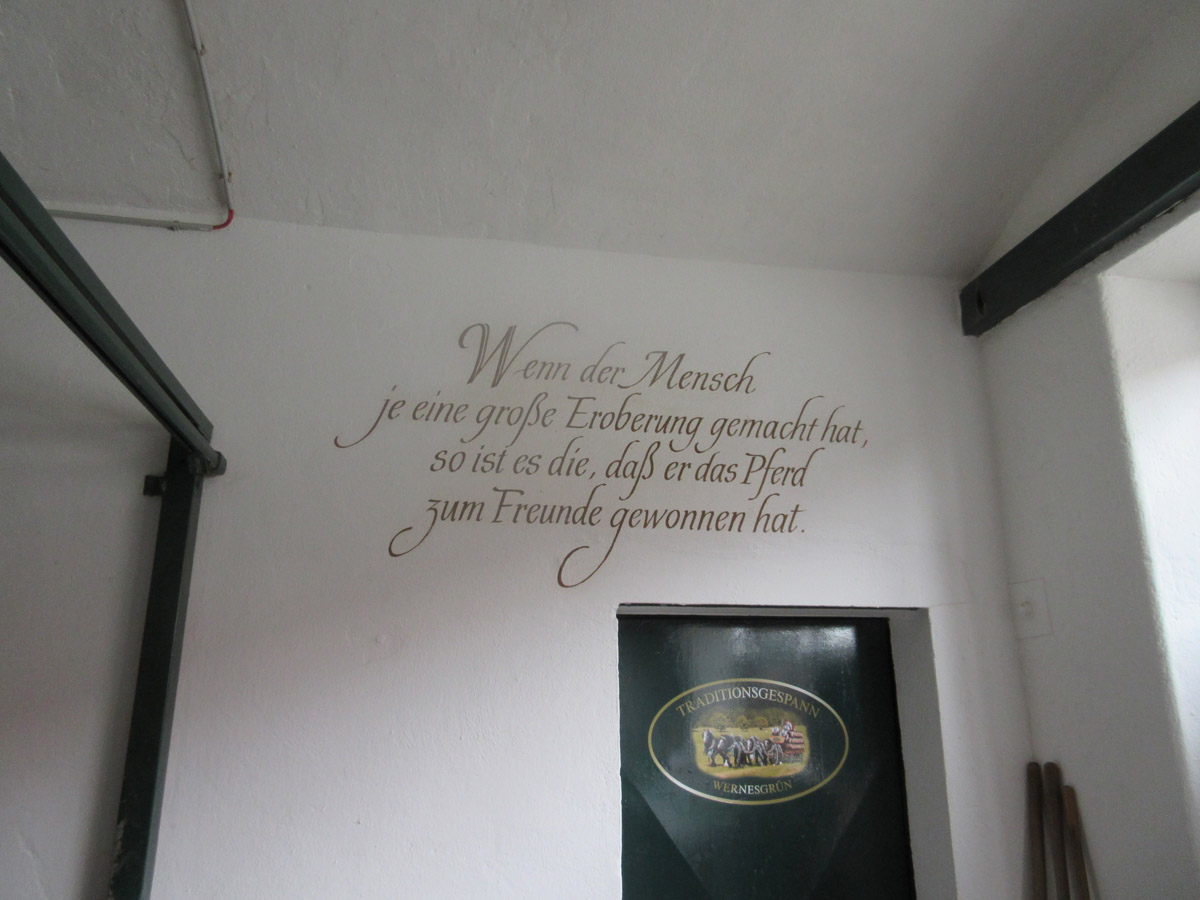 Wenn der Mensch
je eine große Eroberung gemacht hat,
so ist es die, daß er das Pferd
zum Freunde gewonnen hat.
TRADITIONSGESPANN
WERNESGRÜN